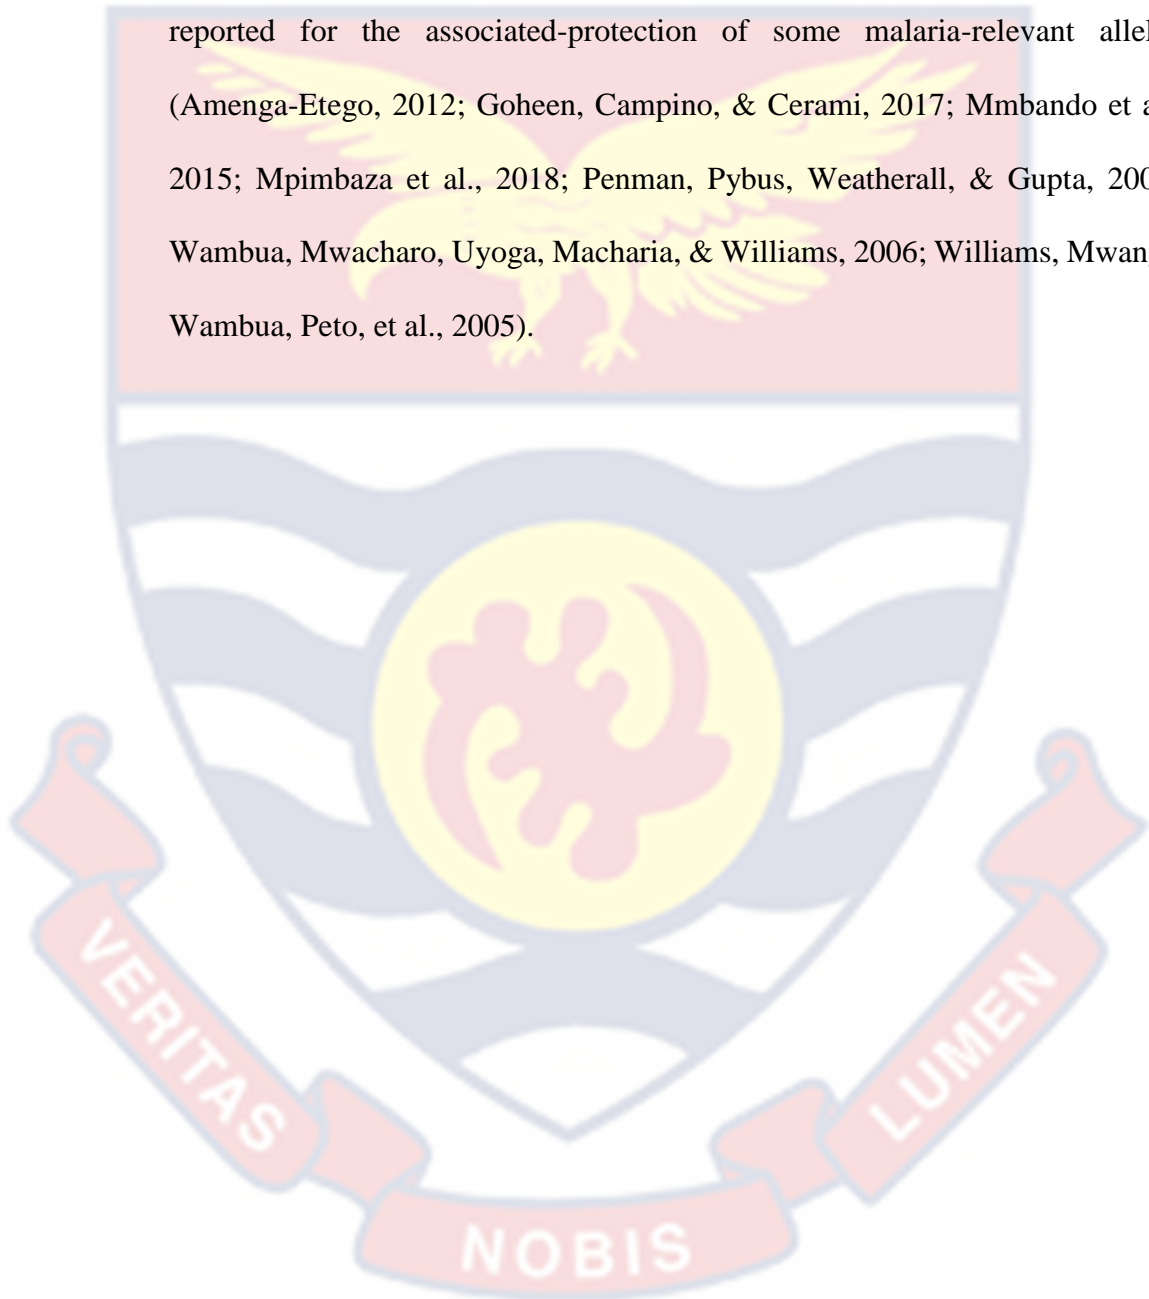 reported for the associated-protection of some malaria-relevant
(Amenga-Etego, 2012; Goheen, Campino, & Cerami, 2017; Mmbando et
2015; Mpimbaza et al., 2018; Penman, Pybus, Weatherall, & Gupta,
Wambua, Mwacharo, Uyoga, Macharia, & Williams, 2006; Williams,
Wambua, Peto, et al., 2005).
VERITAS
NOBIS
LUMEN